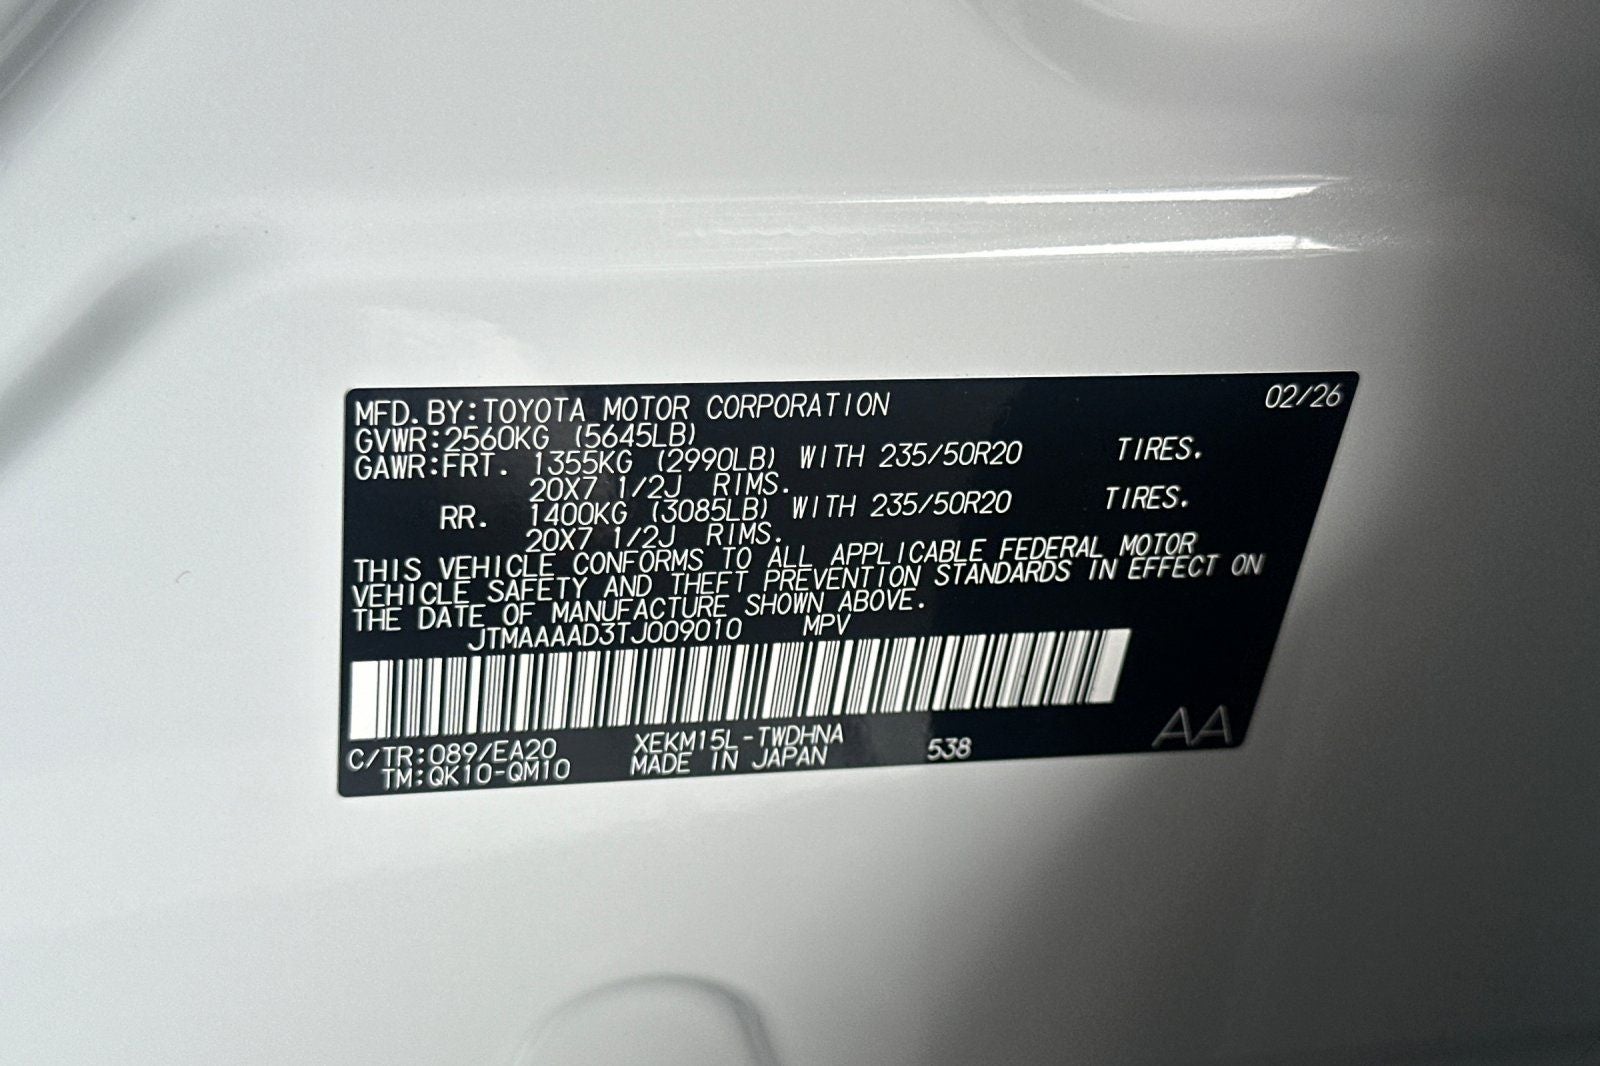 MFD.BY:TOYOTA MOTOR CORPORATION 02/26
GVWR:2560KG (5645LB)
GAWR:FRT. 1355KG (2990LB) WITH 235/50R20 TIRES.
20X7 1/2J RIMS.
RR. 1400KG (3085LB) WITH 235/50R20 TIRES.
20X7 1/2J RIMS.
THIS VEHICLE CONFORMS TO ALL APPLICABLE FEDERAL MOTOR
VEHICLE SAFETY AND THEFT PREVENTION STANDARDS IN EFFECT ON
THE DATE OF MANUFACTURE SHOWN ABOVE.
JTMAAAAD3TJ009010 MPV
C/TR:089/EA20 XEKM15L-TWDHNA 538 AA
TM:QK10-QM10 MADE IN JAPAN